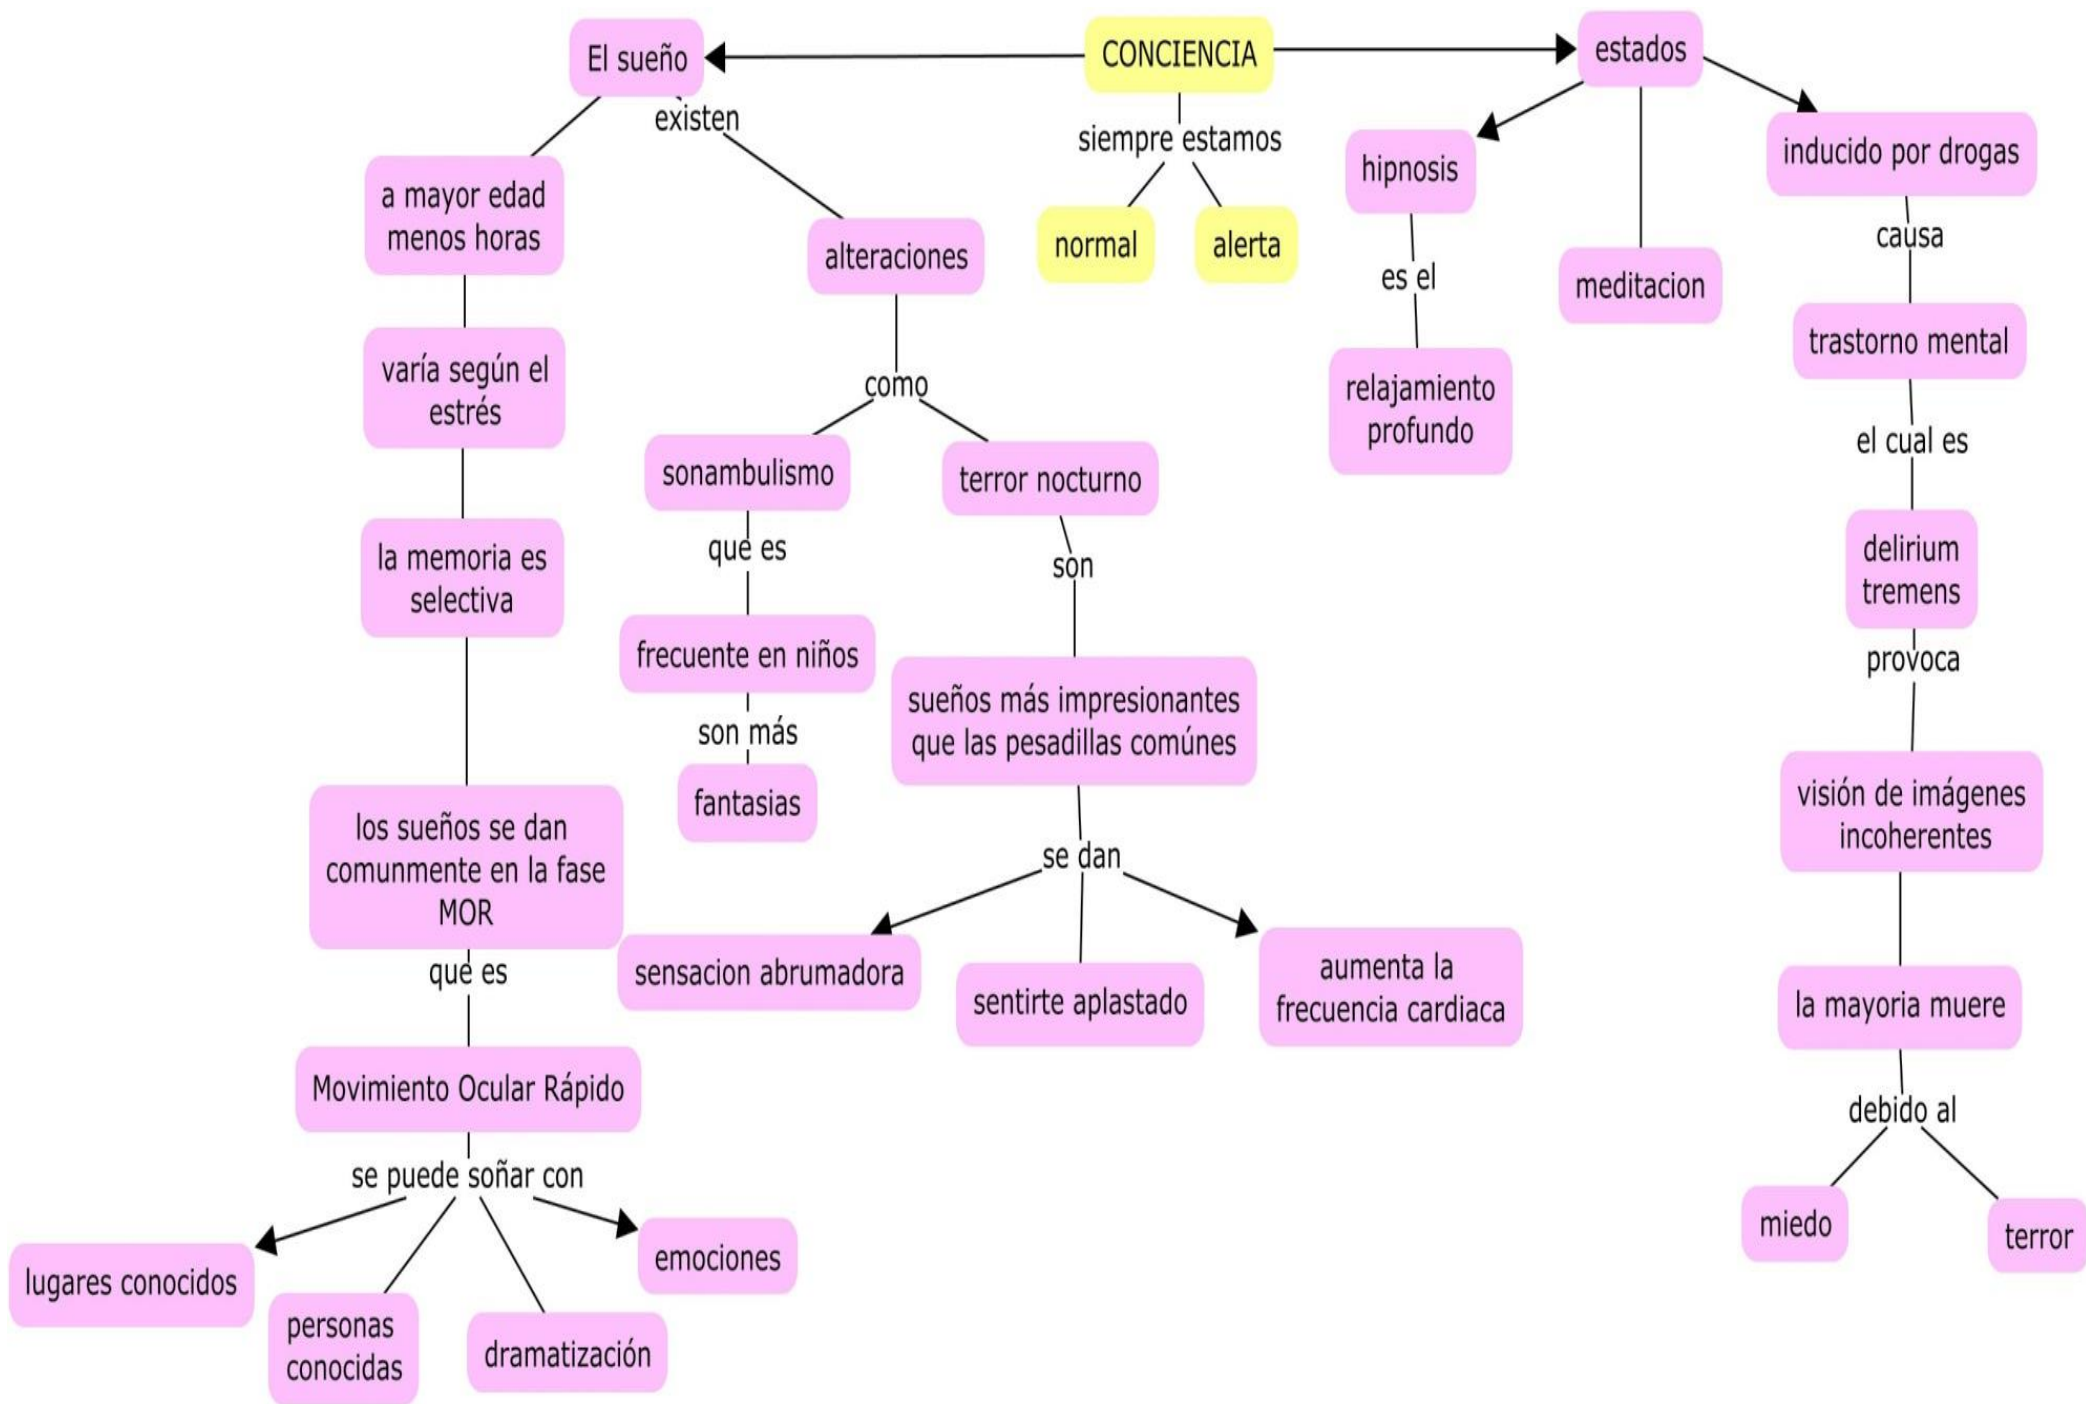 El sueño
CONCIENCIA
estados
existen
siempre estamos
a mayor edad
menos horas
alteraciones
normal
alerta
hipnosis
inducido por drogas
es el
meditacion
causa
varía según el
estrés
como
relajamiento
profundo
trastorno mental
sonambulismo
terror nocturno
el cual es
la memoria es
selectiva
que es
son
delirium
tremens
frecuente en niños
sueños más impresionantes
que las pesadillas comúnes
provoca
son más
fantasias
visión de imágenes
incoherentes
los sueños se dan
comunmente en la fase
MOR
se dan
que es
sensacion abrumadora
sentirte aplastado
aumenta la
frecuencia cardiaca
la mayoria muere
Movimiento Ocular Rápido
debido al
se puede soñar con
miedo
terror
lugares conocidos
personas
conocidas
dramatización
emociones